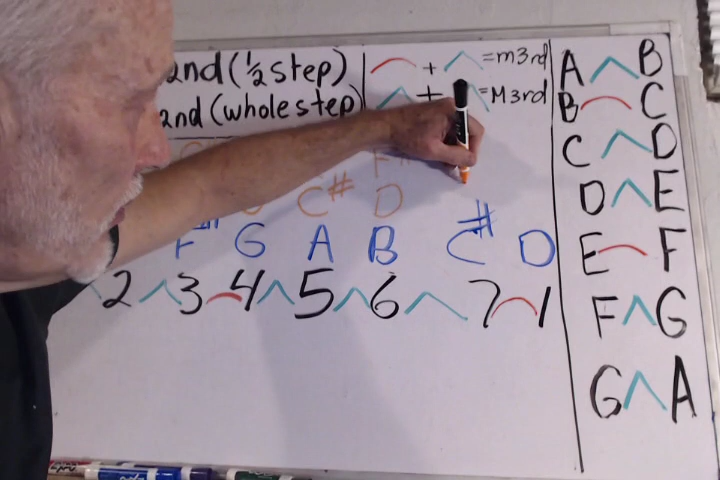 2nd (½ step)
2nd (whole step)
+ = m3rd
+ = M3rd
F#
C# D
F# G A B C# D
2 3 4 5 6 7 1
A B
B C
C D
D E
E F
F G
G A